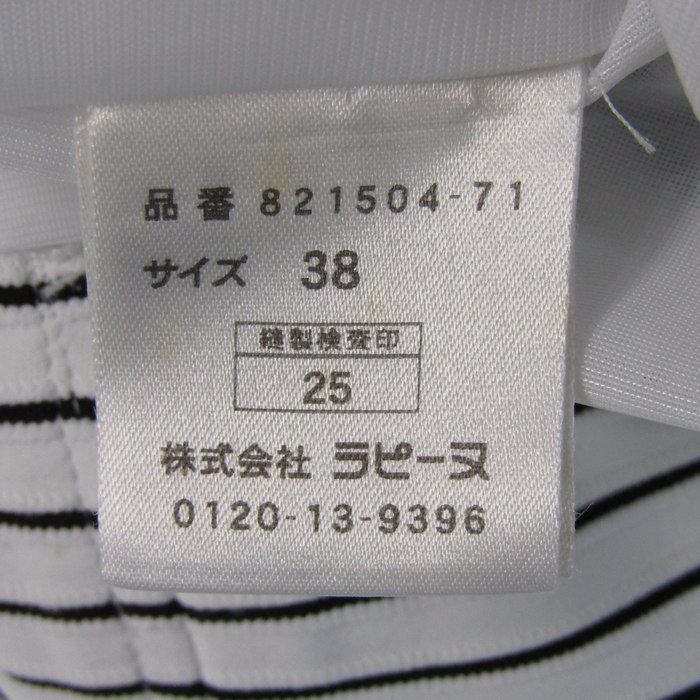 品番 821504-71
サイズ 38
縫製検査印
25
株式会社 ラピーヌ
0120-13-9396